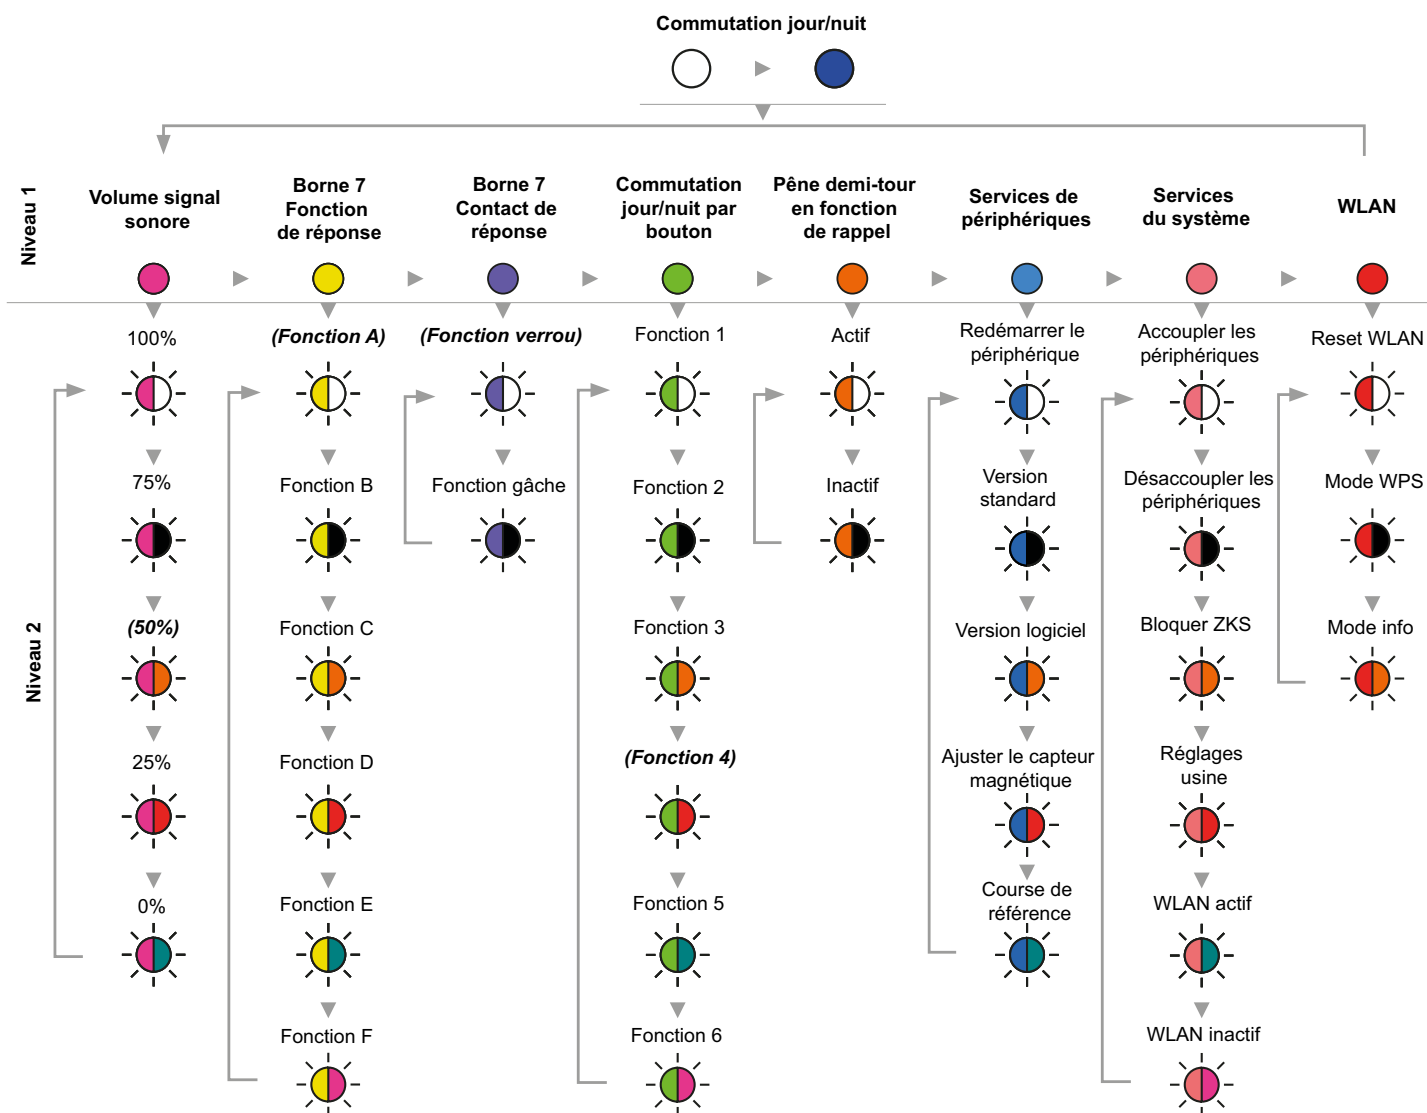 Commutation jour/nuit
Niveau 1
Volume signal
sonore
Borne 7
Fonction
de réponse
Borne 7
Contact de
réponse
Commutation
jour/nuit par
bouton
Pêne demi-tour
en fonction
de rappel
Services de
périphériques
Services
du système
WLAN
Niveau 2
100%
75%
(50%)
25%
0%
(Fonction A)
Fonction B
Fonction C
Fonction D
Fonction E
Fonction F
(Fonction verrou)
Fonction gâche
Fonction 1
Fonction 2
Fonction 3
(Fonction 4)
Fonction 5
Fonction 6
Actif
Inactif
Redémarrer le
périphérique
Version
standard
Version logiciel
Ajuster le capteur
magnétique
Course de
référence
Accoupler les
périphériques
Désaccoupler les
périphériques
Bloquer ZKS
Réglages
usine
WLAN actif
WLAN inactif
Reset WLAN
Mode WPS
Mode info